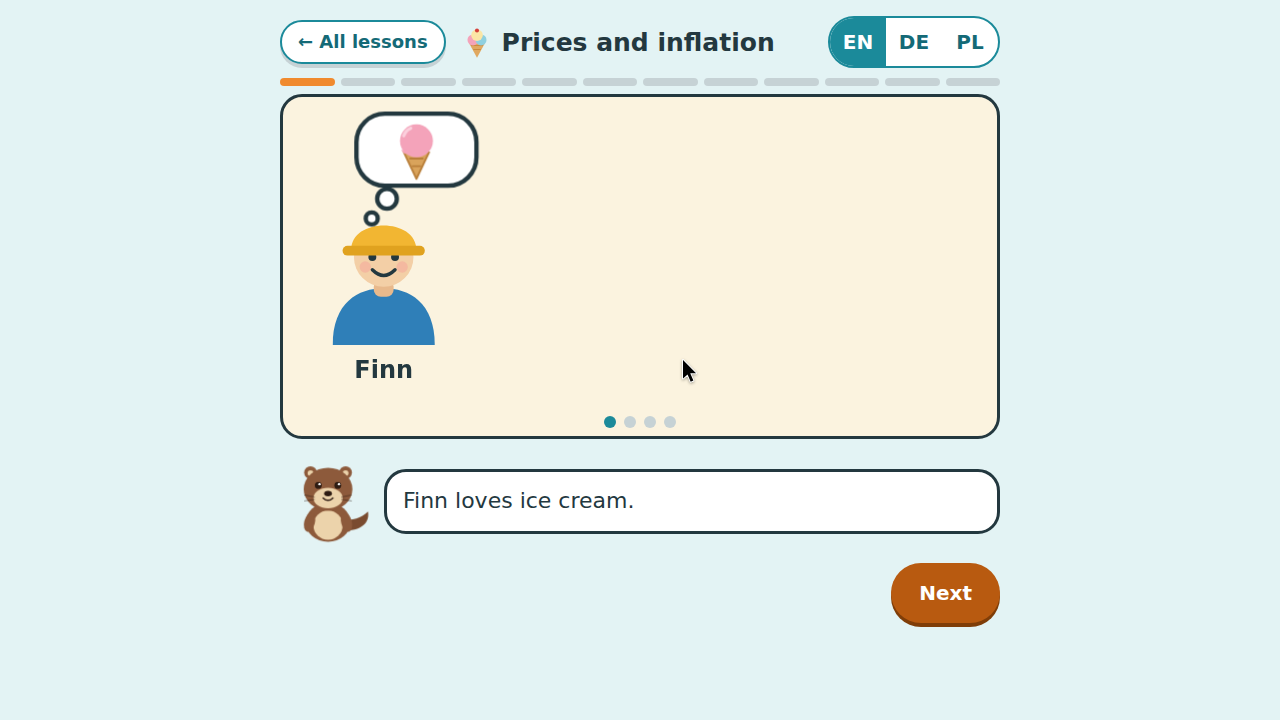 ← All lessons
Prices and inflation
EN DE PL
Finn
Finn loves ice cream.
Next